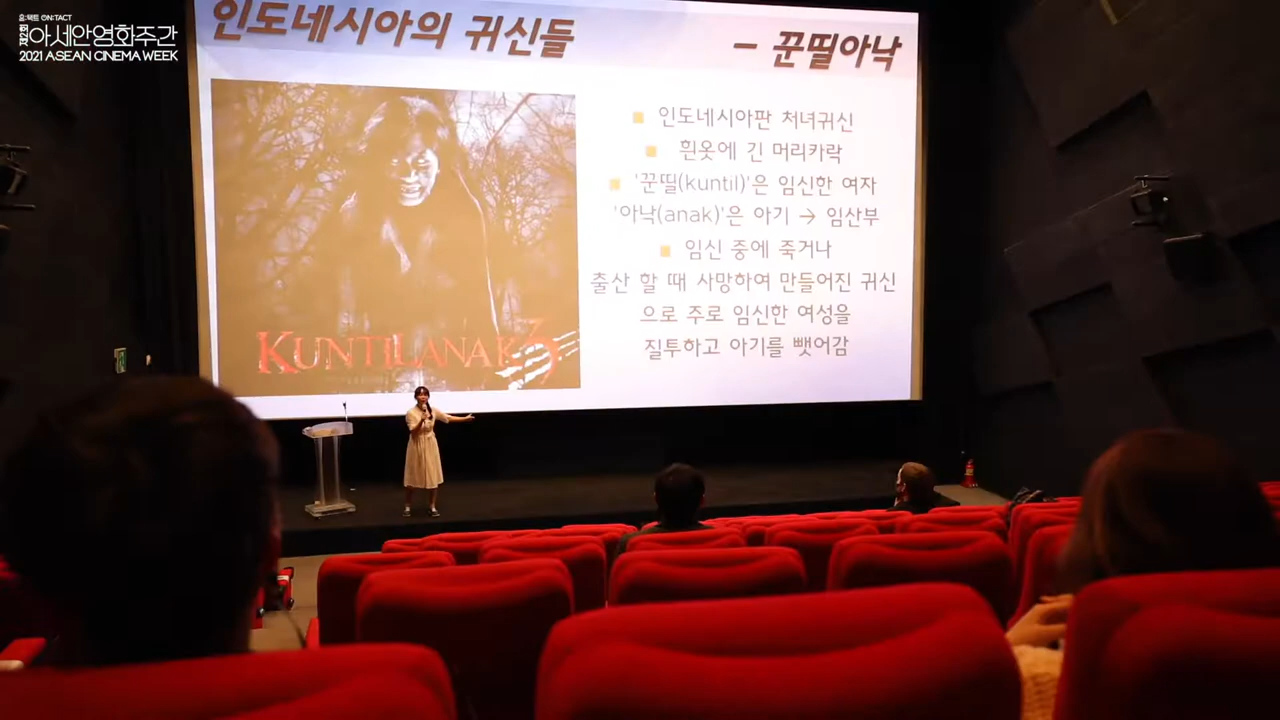 홈:택트 ON:TACT
아세안영화주간
2021 ASEAN CINEMA WEEK
인도네시아의 귀신들 – 꾼띨아낙
인도네시아판 처녀귀신
흰옷에 긴 머리카락
'꾼띨(kuntil)'은 임신한 여자
'아낙(anak)'은 아기 → 임산부
임신 중에 죽거나
출산 할 때 사망하여 만들어진 귀신
으로 주로 임신한 여성을
질투하고 아기를 뺏어감
KUNTILANAK 3